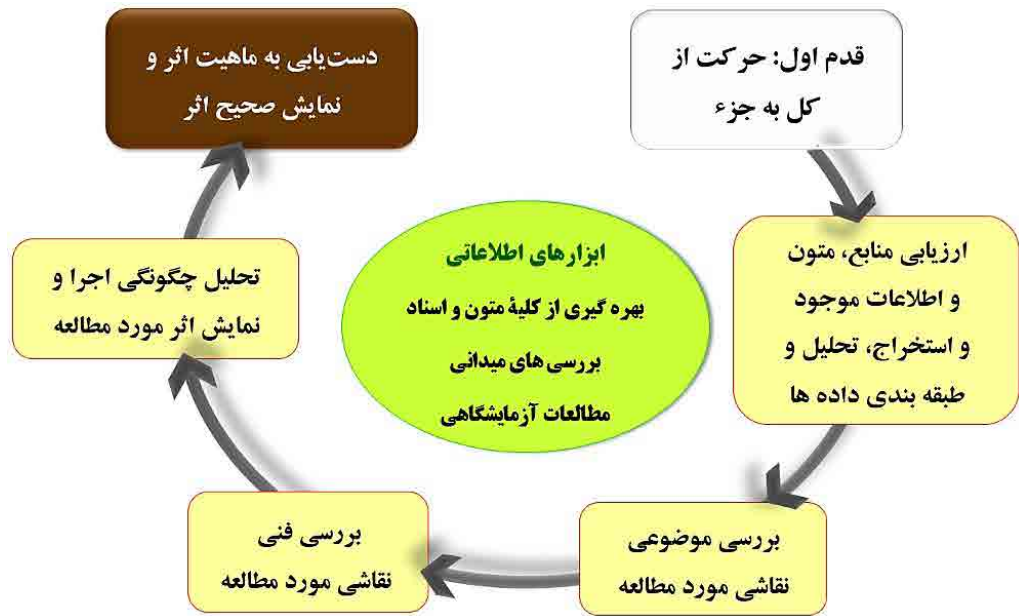 قدم اول: حرکت از
کل به جزء
ارزیابی منابع، متون
و اطلاعات موجود
و استخراج، تحلیل و
طبقه بندی داده ها
بررسی موضوعی
نقاشی مورد مطالعه
بررسی فنی
نقاشی مورد مطالعه
تحلیل چگونگی اجرا و
نمایش اثر مورد مطالعه
دست‌یابی به ماهیت اثر و
نمایش صحیح اثر
ابزارهای اطلاعاتی
بهره گیری از کلیهٔ متون و اسناد
بررسی های میدانی
مطالعات آزمایشگاهی